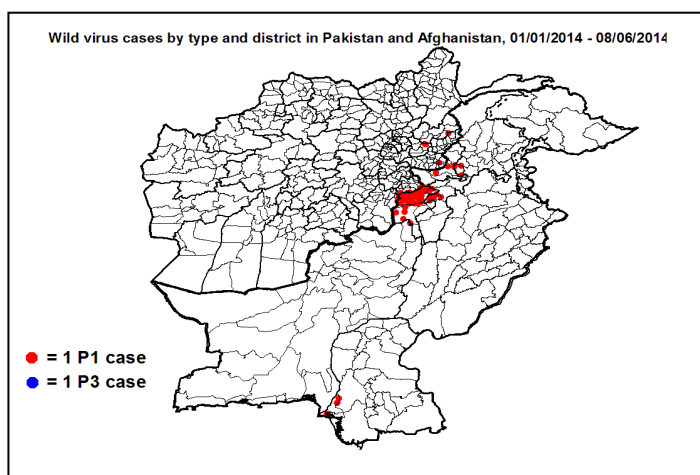 Wild virus cases by type and district in Pakistan and Afghanistan, 01/01/2014 - 08/06/2014
= 1 P1 case
= 1 P3 case